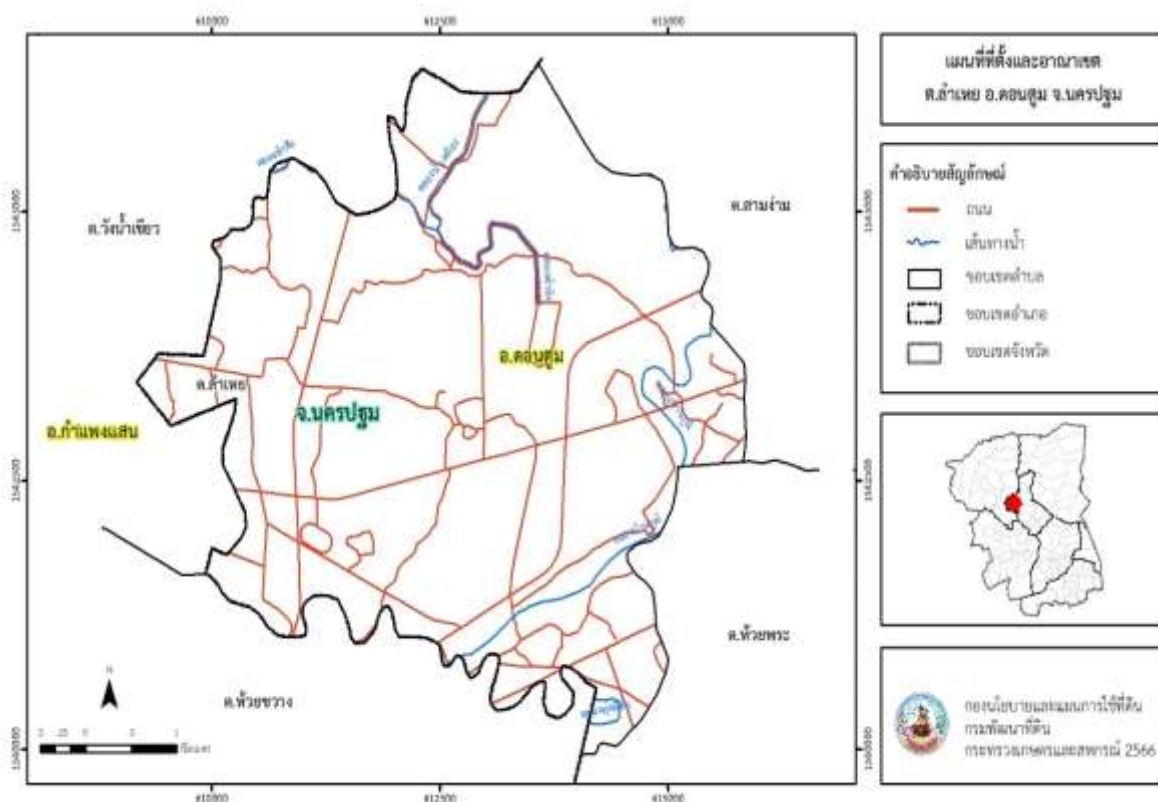 แผนที่ที่ตั้งและอาณาเขต
ต.ลำเหย อ.ดอนตูม จ.นครปฐม
คำอธิบายสัญลักษณ์
ถนน
เส้นทางน้ำ
ขอบเขตตำบล
ขอบเขตอำเภอ
ขอบเขตจังหวัด
กองนโยบายและแผนการใช้ที่ดิน
กรมพัฒนาที่ดิน
กระทรวงเกษตรและสหกรณ์ 2566
612500
615000
612500
615000
ต.สามง่าม
ต.วังน้ำเขียว
อ.ดอนตูม
ต.ลำเหย
จ.นครปฐม
อ.กำแพงแสน
ต.ห้วยพระ
ต.ห้วยขวาง
N